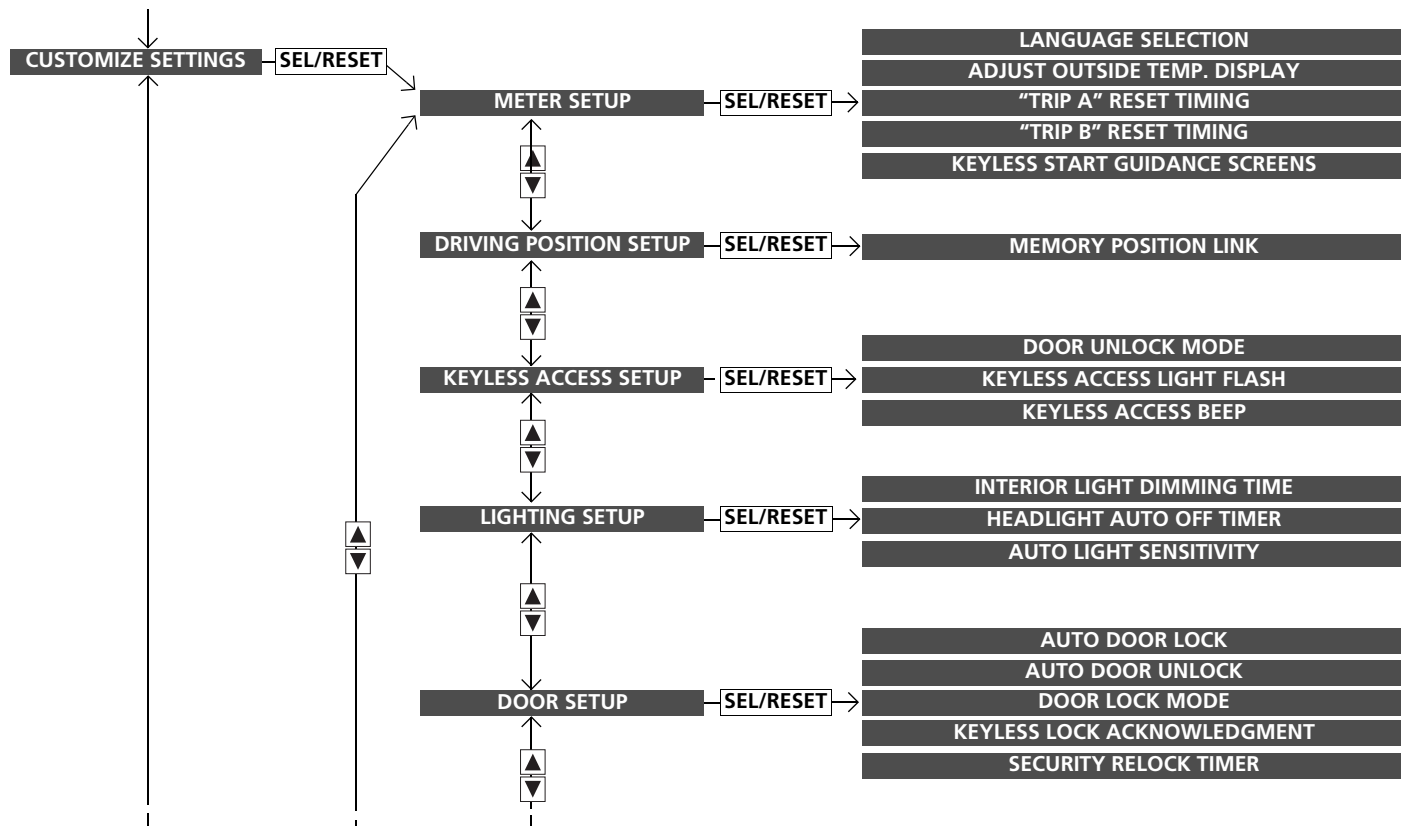 CUSTOMIZE SETTINGS
SEL/RESET
METER SETUP
SEL/RESET
LANGUAGE SELECTION
ADJUST OUTSIDE TEMP. DISPLAY
“TRIP A” RESET TIMING
“TRIP B” RESET TIMING
KEYLESS START GUIDANCE SCREENS
DRIVING POSITION SETUP
SEL/RESET
MEMORY POSITION LINK
KEYLESS ACCESS SETUP
SEL/RESET
DOOR UNLOCK MODE
KEYLESS ACCESS LIGHT FLASH
KEYLESS ACCESS BEEP
LIGHTING SETUP
SEL/RESET
INTERIOR LIGHT DIMMING TIME
HEADLIGHT AUTO OFF TIMER
AUTO LIGHT SENSITIVITY
DOOR SETUP
SEL/RESET
AUTO DOOR LOCK
AUTO DOOR UNLOCK
DOOR LOCK MODE
KEYLESS LOCK ACKNOWLEDGMENT
SECURITY RELOCK TIMER